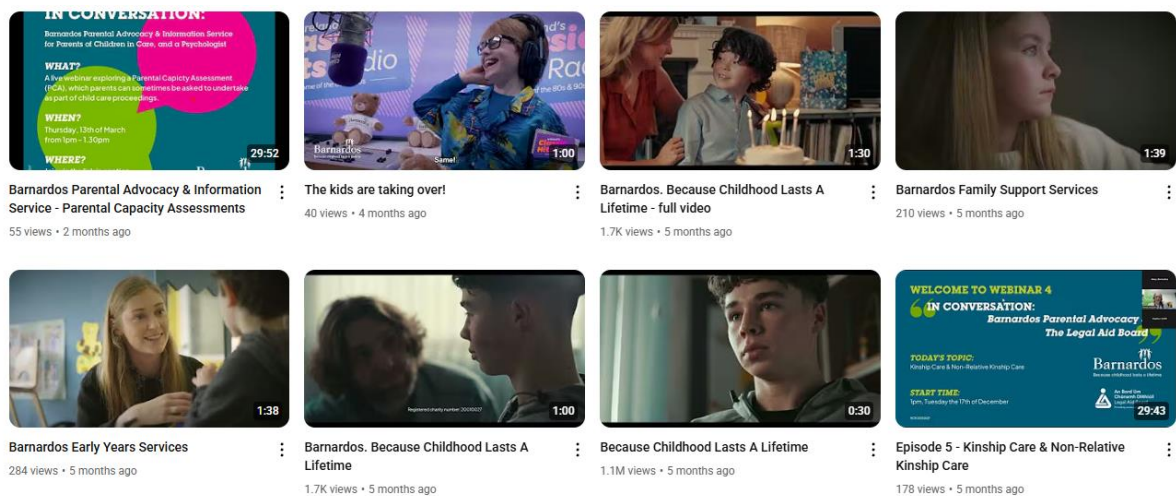 IN CONVERSATION:
Barnardos Parental Advocacy & Information Service
for Parents of Children in Care, and a Psychologist
WHAT?
A live webinar exploring a Parental Capicty Assessment
(PCA), which parents can sometimes be asked to undertake
as part of child care proceedings.
WHEN?
Thursday, 13th of March
from 1pm - 1.30pm
WHERE?
29:52
Barnardos Parental Advocacy & Information
Service - Parental Capacity Assessments
55 views • 2 months ago
Barnardos
Same!
1:00
The kids are taking over!
40 views • 4 months ago
1:30
Barnardos. Because Childhood Lasts A
Lifetime - full video
1.7K views • 5 months ago
1:39
Barnardos Family Support Services
210 views • 5 months ago
1:38
Barnardos Early Years Services
284 views • 5 months ago
1:00
Barnardos. Because Childhood Lasts A
Lifetime
1.7K views • 5 months ago
0:30
Because Childhood Lasts A Lifetime
1.1M views • 5 months ago
WELCOME TO WEBINAR 4
IN CONVERSATION:
Barnardos Parental Advocacy
The Legal Aid Board
TODAY'S TOPIC:
Kinship Care & Non-Relative Kinship Care
START TIME:
1pm, Tuesday the 17th of December
Barnardos
Because childhood lasts a lifetime
29:43
Episode 5 - Kinship Care & Non-Relative
Kinship Care
178 views • 5 months ago